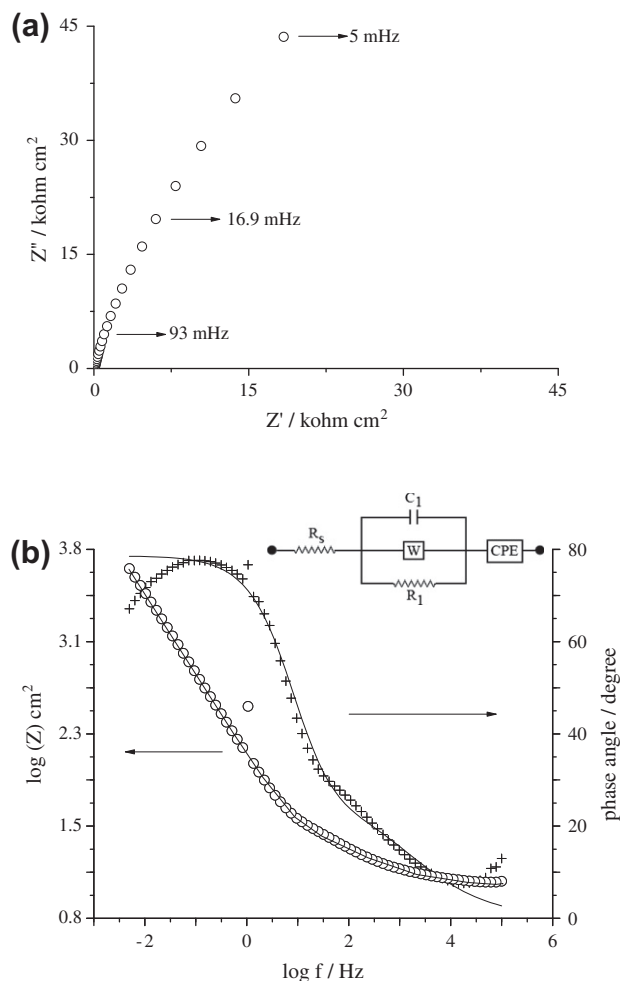 (a)
45
30
15
0
Z" / kohm cm²
5 mHz
16.9 mHz
93 mHz
0
15
30
45
Z' / kohm cm²
(b)
3.8
3.1
2.3
1.5
0.8
log (Z) cm²
80
60
40
20
0
phase angle / degree
Rₛ
C₁
W
R₁
CPE
-2
0
2
4
6
log f / Hz